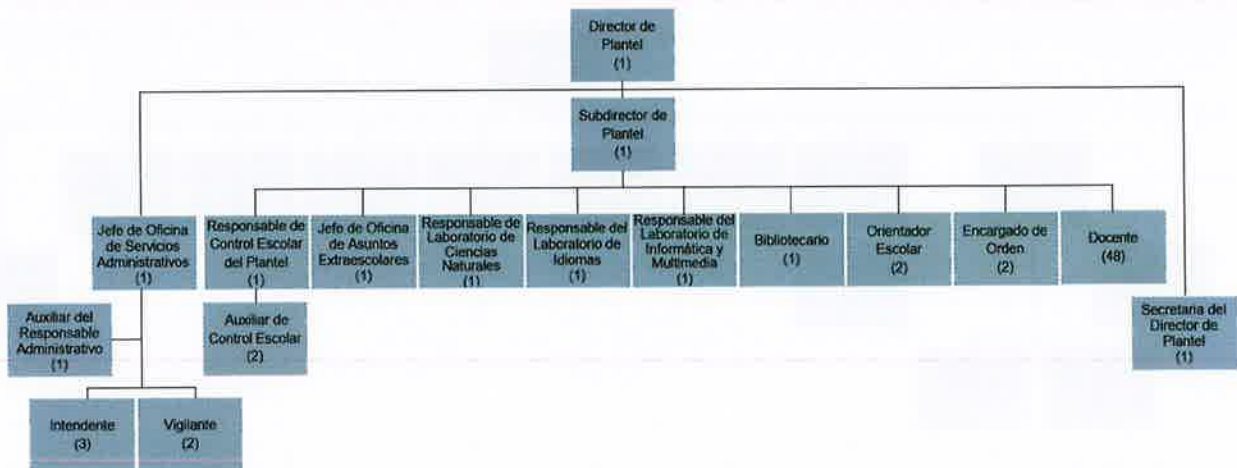 Director de
Plantel
(1)
Subdirector de
Plantel
(1)
Jefe de Oficina
de Servicios
Administrativos
(1)
Responsable de
Control Escolar
del Plantel
(1)
Jefe de Oficina
de Asuntos
Extraescolares
(1)
Responsable de
Laboratorio de
Ciencias
Naturales
(1)
Responsable del
Laboratorio de
Idiomas
(1)
Responsable del
Laboratorio de
Informática y
Multimedia
(1)
Bibliotecario
(1)
Orientador
Escolar
(2)
Encargado de
Orden
(2)
Docente
(48)
Auxiliar del
Responsable
Administrativo
(1)
Auxiliar de
Control Escolar
(2)
Secretaria del
Director de
Plantel
(1)
Intendente
(3)
Vigilante
(2)